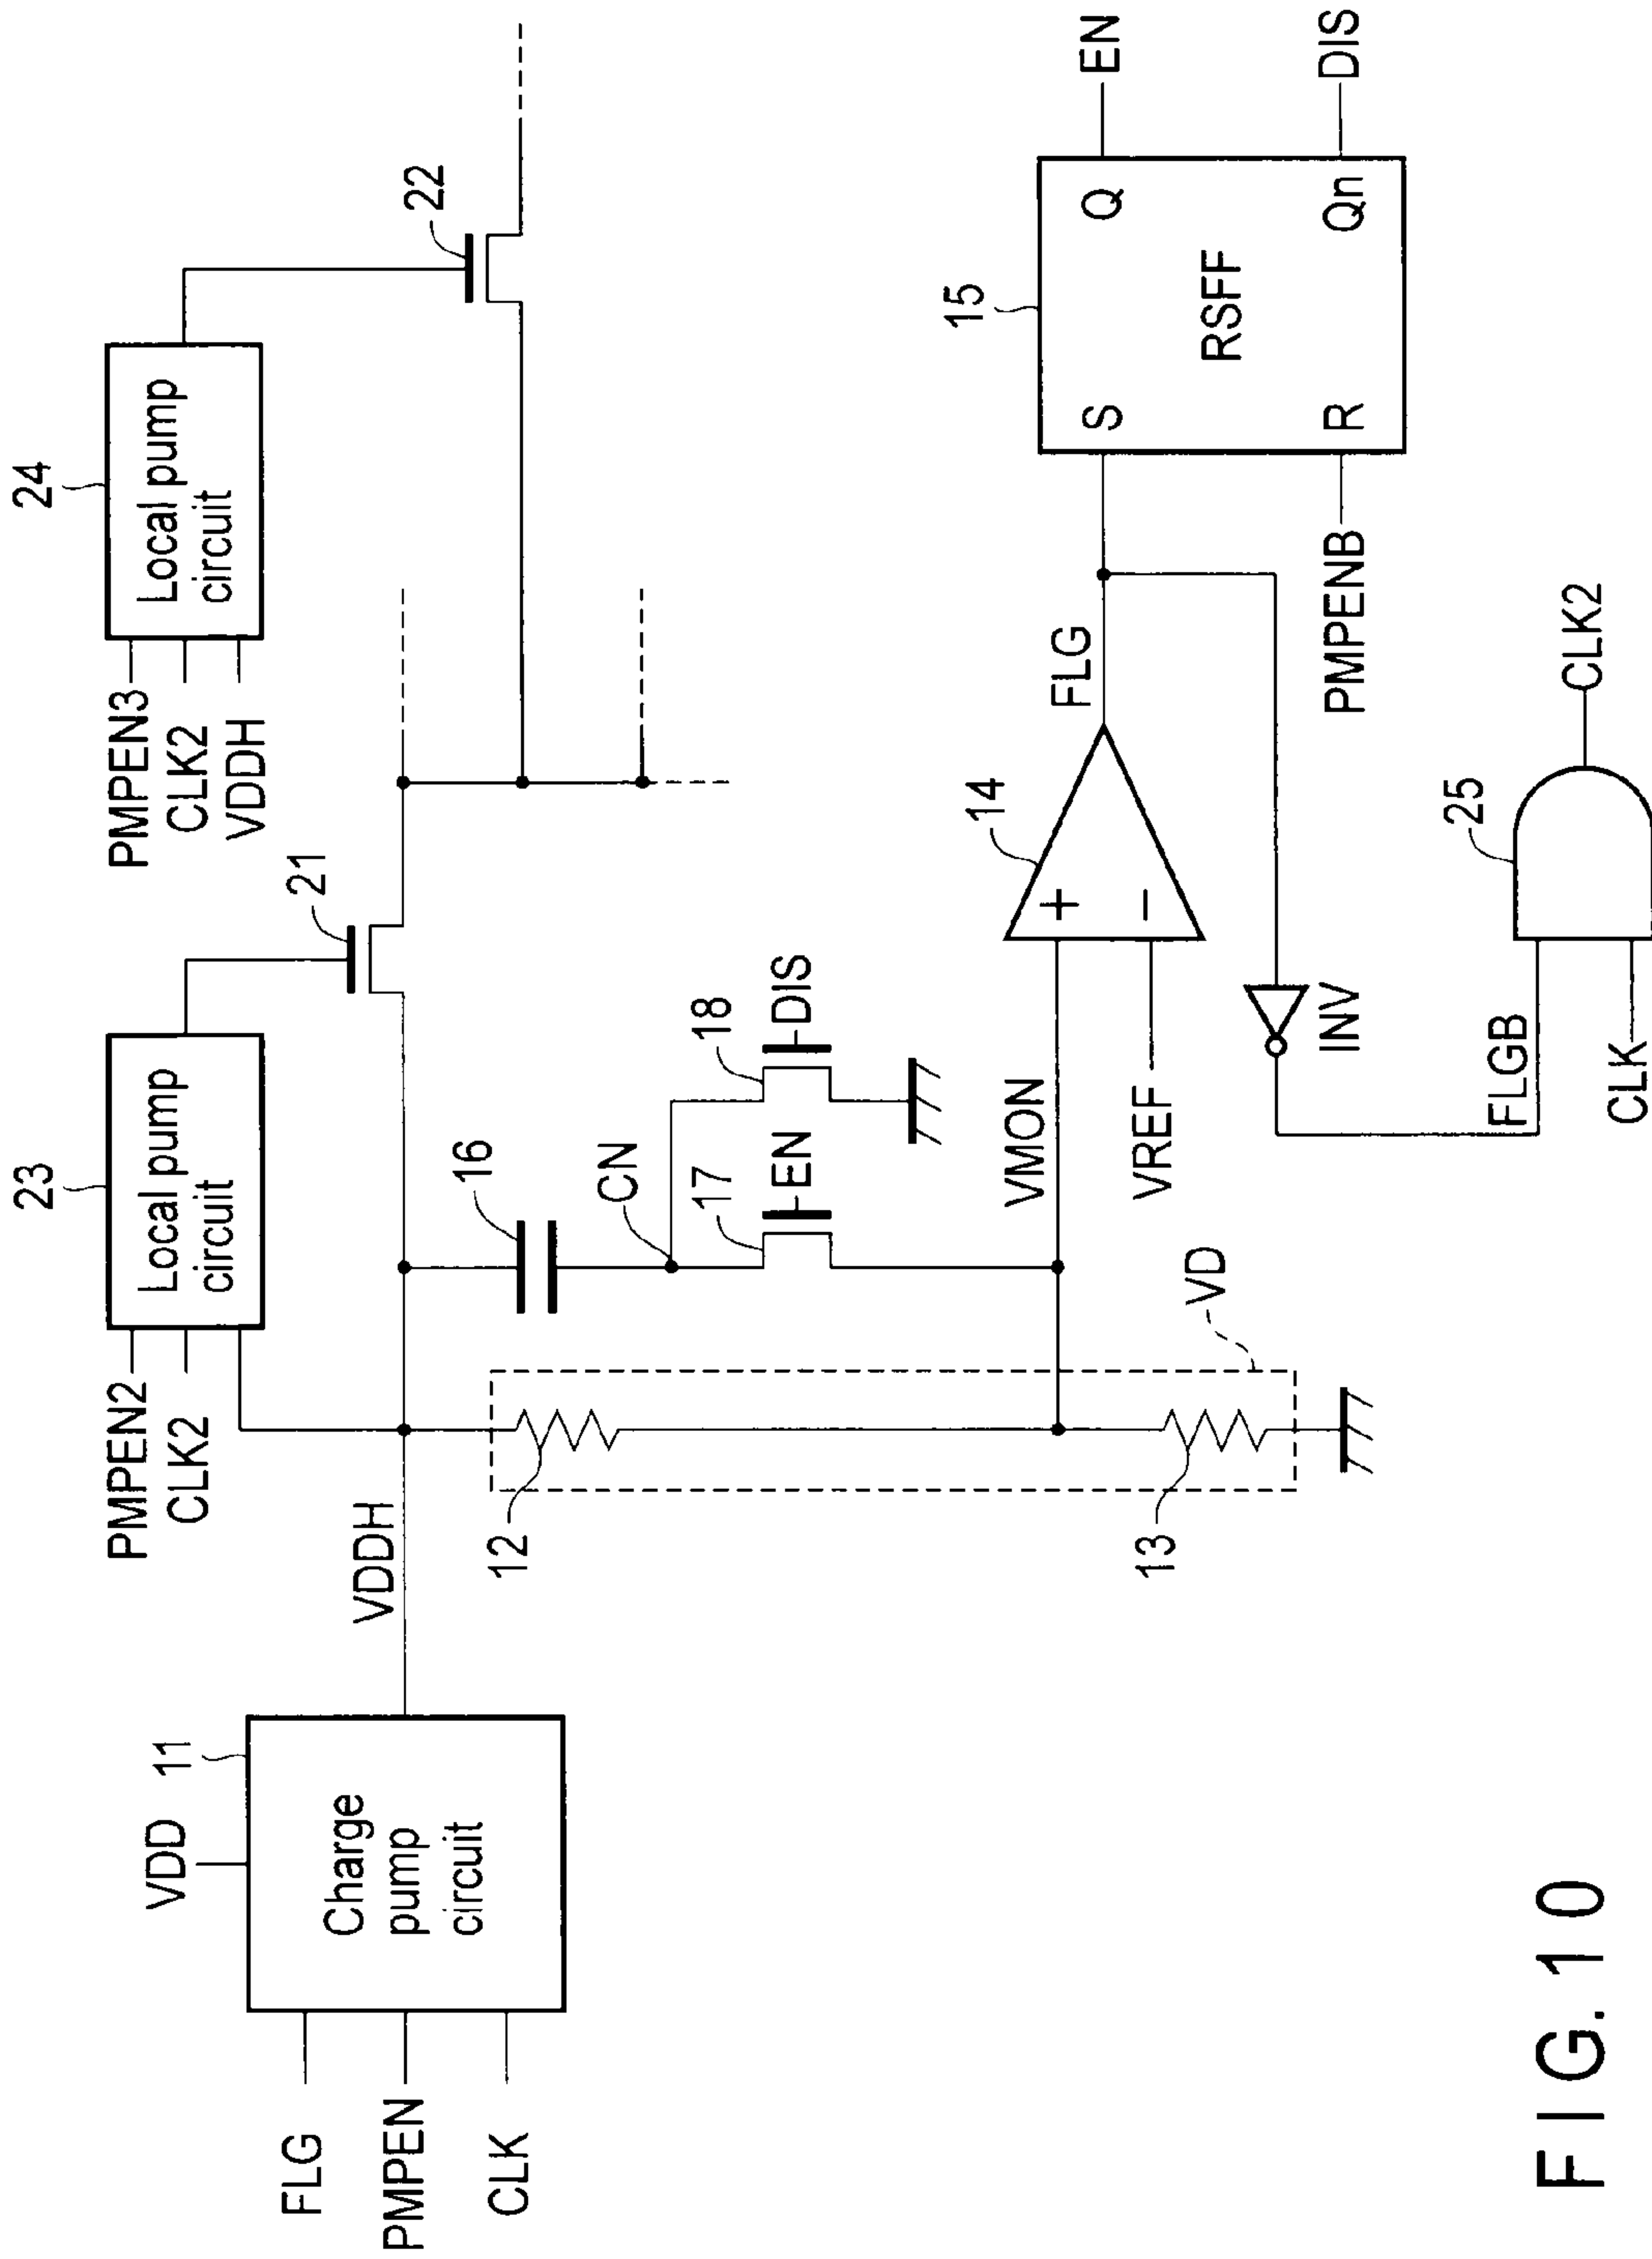 24
Local pump
circuit
PMPEN3
CLK2
VDDH
22
23
Local pump
circuit
PMPEN2
CLK2
21
VDD
11
Charge
pump
circuit
FLG
PMPEN
CLK
VDDH
16
CN
18
DIS
17
EN
12
VD
13
VMON
VREF
14
+
−
FLG
15
S
Q
RSFF
R
Qn
EN
DIS
PMPENB
INV
FLGB
CLK
25
CLK2
FIG. 10